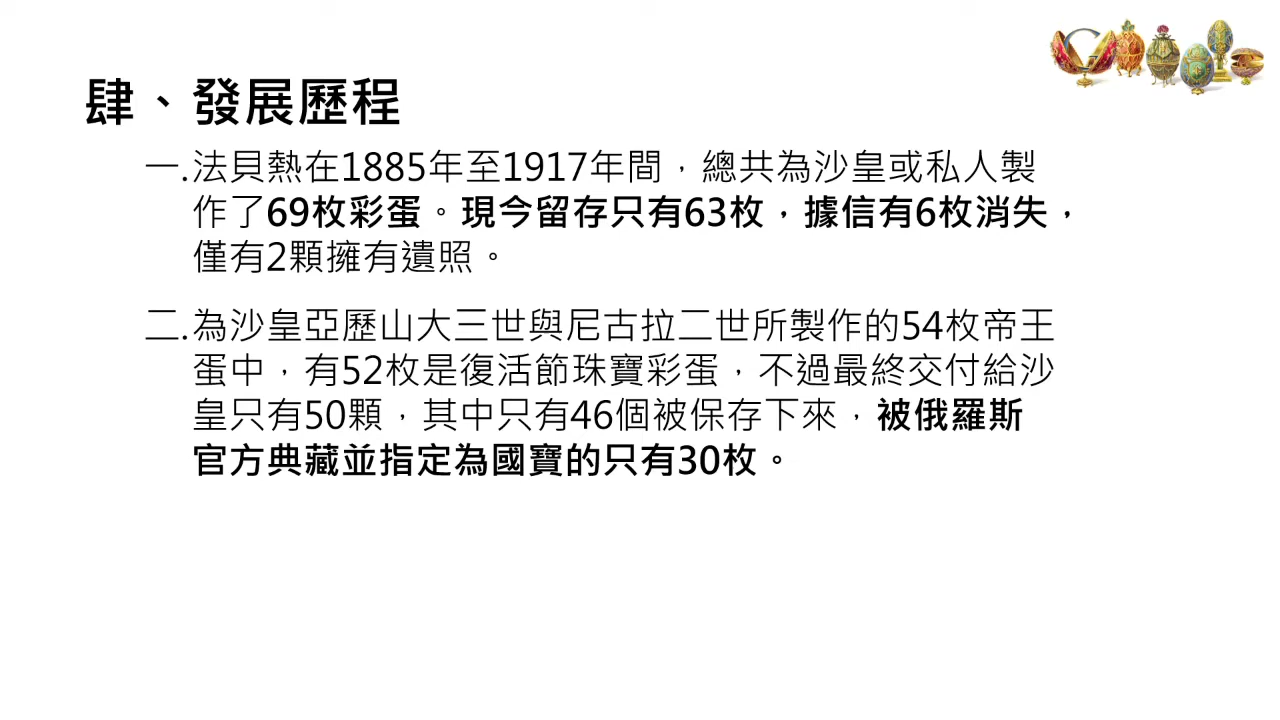 肆、發展歷程
一.法貝熱在1885年至1917年間，總共為沙皇或私人製
作了69枚彩蛋。現今留存只有63枚，據信有6枚消失，
僅有2顆擁有遺照。
二.為沙皇亞歷山大三世與尼古拉二世所製作的54枚帝王
蛋中，有52枚是復活節珠寶彩蛋，不過最終交付給沙
皇只有50顆，其中只有46個被保存下來，被俄羅斯
官方典藏並指定為國寶的只有30枚。